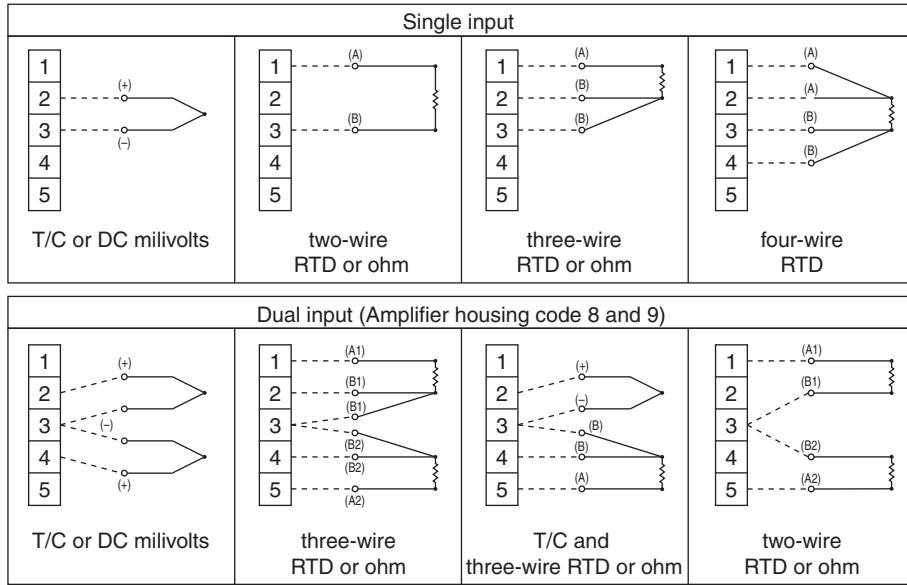 Single input
1
2
3
4
5
(+)
(–)
T/C or DC milivolts
1
2
3
4
5
(A)
(B)
two-wire
RTD or ohm
1
2
3
4
5
(A)
(B)
(B)
three-wire
RTD or ohm
1
2
3
4
5
(A)
(A)
(B)
(B)
four-wire
RTD
Dual input (Amplifier housing code 8 and 9)
1
2
3
4
5
(+)
(–)
(+)
T/C or DC milivolts
1
2
3
4
5
(A1)
(B1)
(B1)
(B2)
(B2)
(A2)
three-wire
RTD or ohm
1
2
3
4
5
(+)
(–)
(B)
(B)
(A)
T/C and
three-wire RTD or ohm
1
2
3
4
5
(A1)
(B1)
(B2)
(A2)
two-wire
RTD or ohm